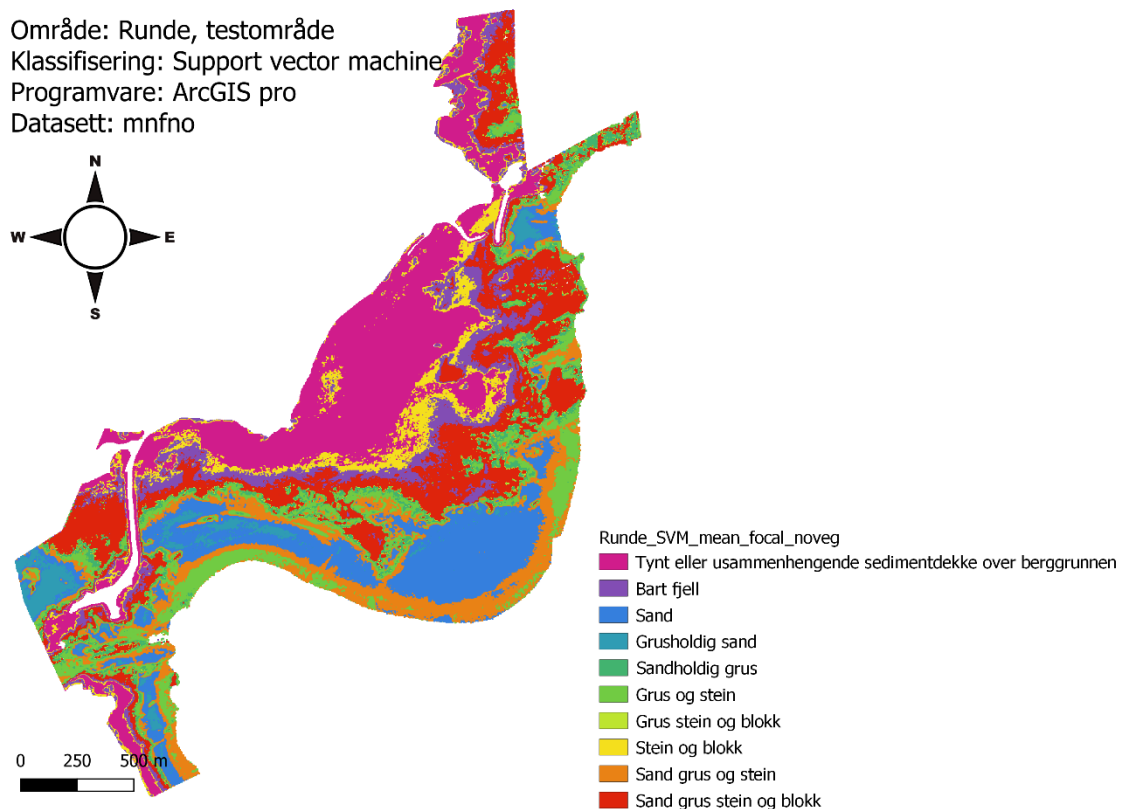 Område: Runde, testområde
Klassifisering: Support vector machine
Programvare: ArcGIS pro
Datasett: mnfno
N
W E
S
0 250 500 m
Runde_SVM_mean_focal_noveg
Tynt eller usammenhengende sedimentdekke over berggrunnen
Bart fjell
Sand
Grusholdig sand
Sandholdig grus
Grus og stein
Grus stein og blokk
Stein og blokk
Sand grus og stein
Sand grus stein og blokk